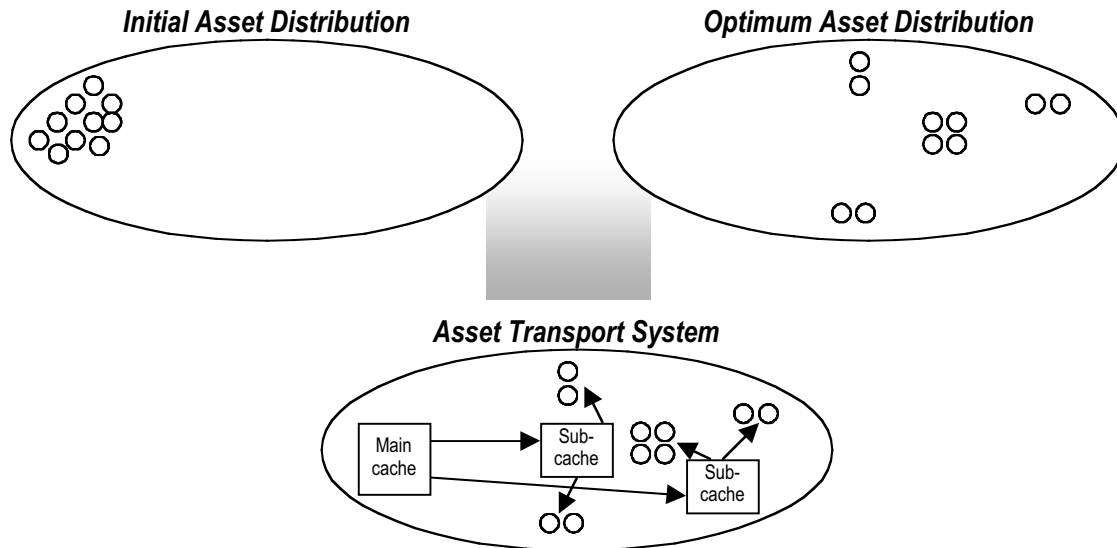 Initial Asset Distribution
Optimum Asset Distribution
Asset Transport System
Main
cache
Sub-
cache
Sub-
cache